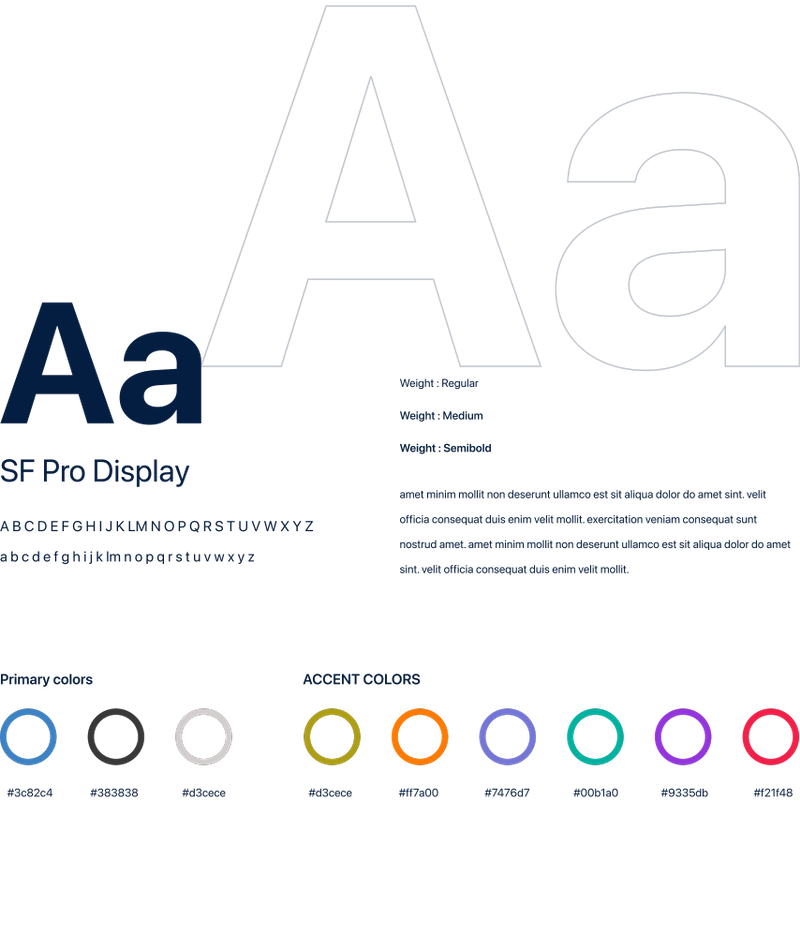 Aa
Aa
SF Pro Display
A B C D E F G H I J K L M N O P Q R S T U V W X Y Z
a b c d e f g h i j k l m n o p q r s t u v w x y z
Weight : Regular
Weight : Medium
Weight : Semibold
amet minim mollit non deserunt ullamco est sit aliqua dolor do amet sint. velit
officia consequat duis enim velit mollit. exercitation veniam consequat sunt
nostrud amet. amet minim mollit non deserunt ullamco est sit aliqua dolor do amet
sint. velit officia consequat duis enim velit mollit.
Primary colors
#3c82c4
#383838
#d3cece
ACCENT COLORS
#d3cece
#ff7a00
#7476d7
#00b1a0
#9335db
#f21f48